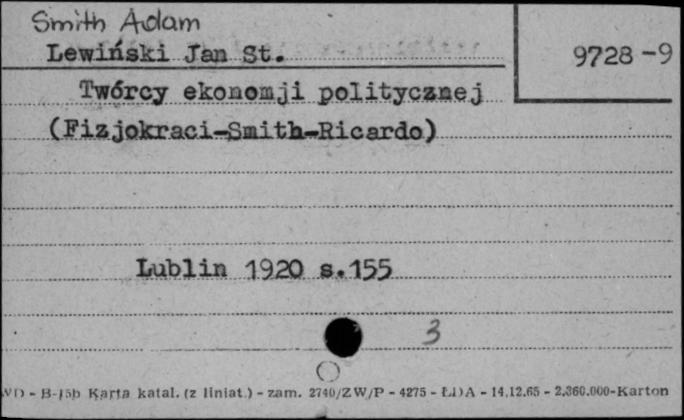 Smith Adam
Lewiński Jan St.
9728-9
Twórcy ekonomji politycznej
(Fizjokraci-Smith-Ricardo)
Lublin 1920 s.155
3
B-15b Karta katal. (z liniat.) - zam. 2740/ZW/P - 4275 - ŁDA - 14.12.65 - 2.360.000-Karton